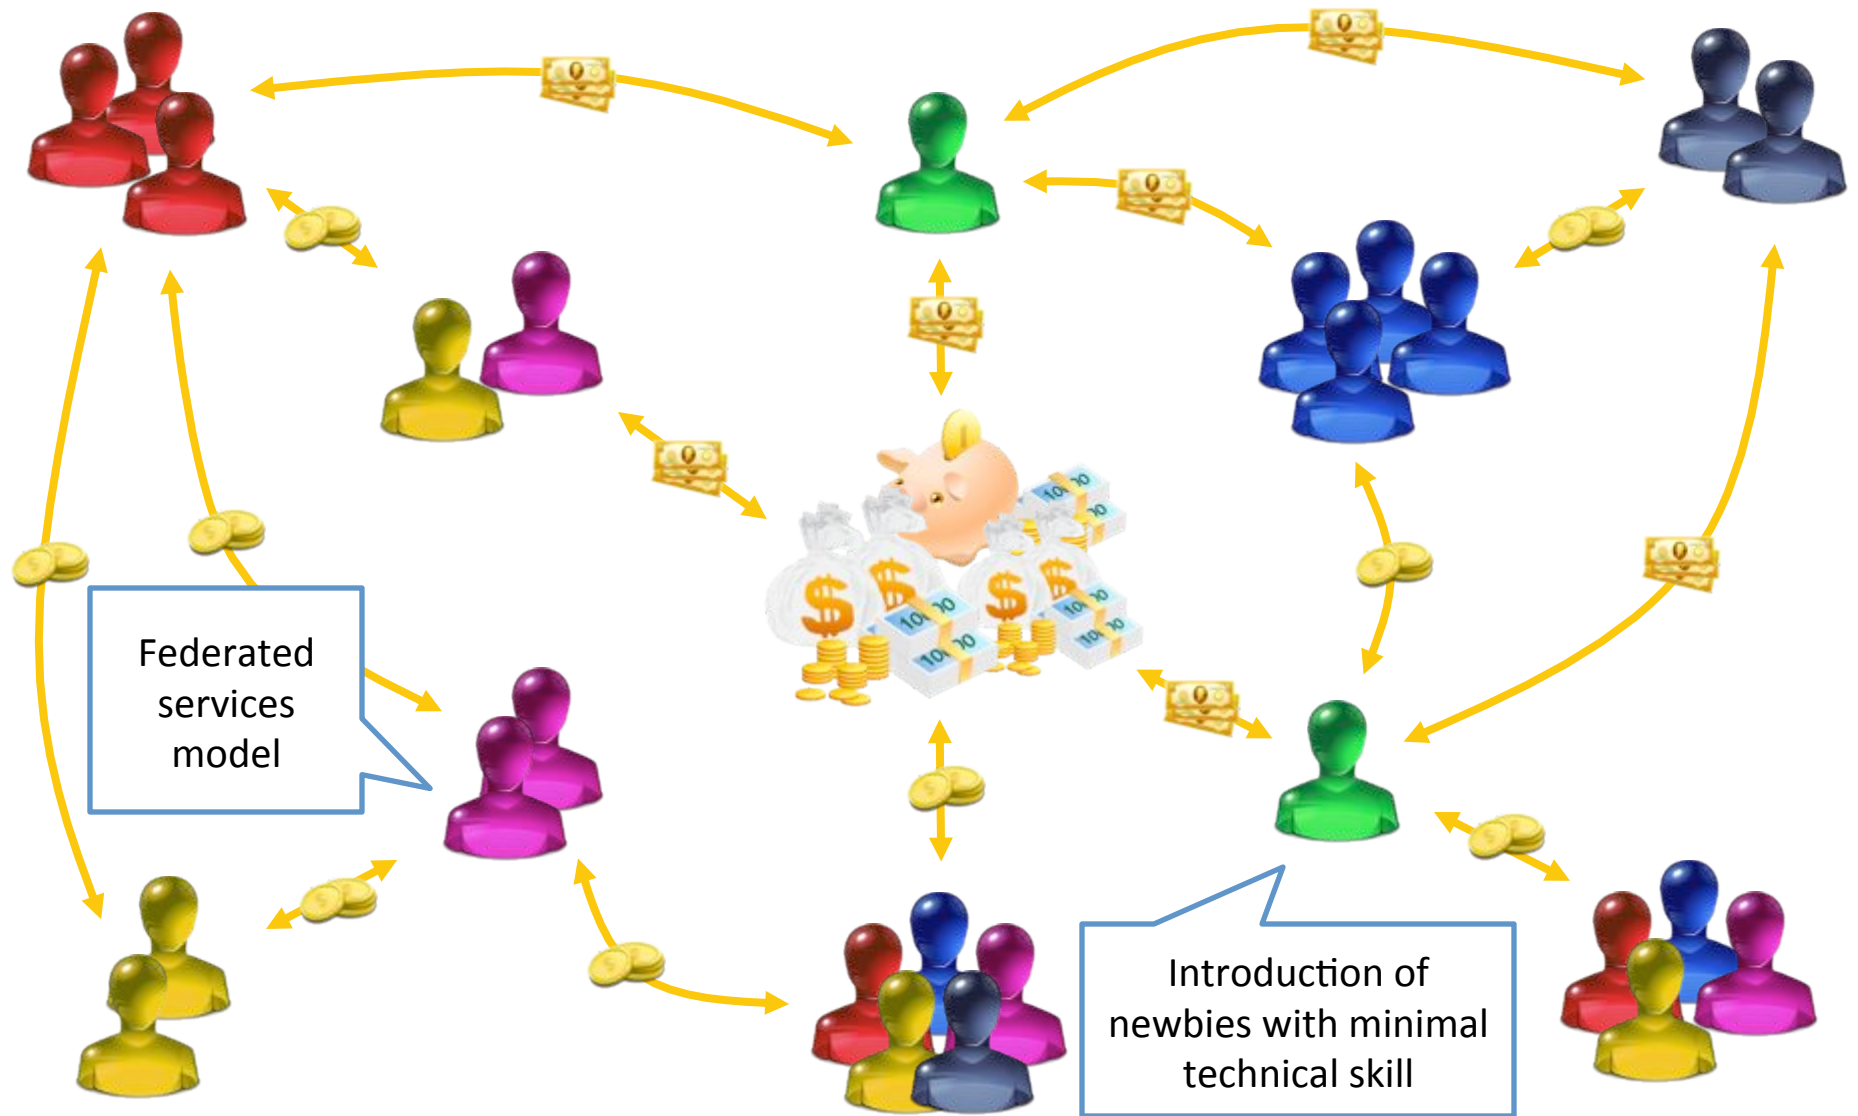 Federated
services
model
Introduction of
newbies with minimal
technical skill
$
$
$
$